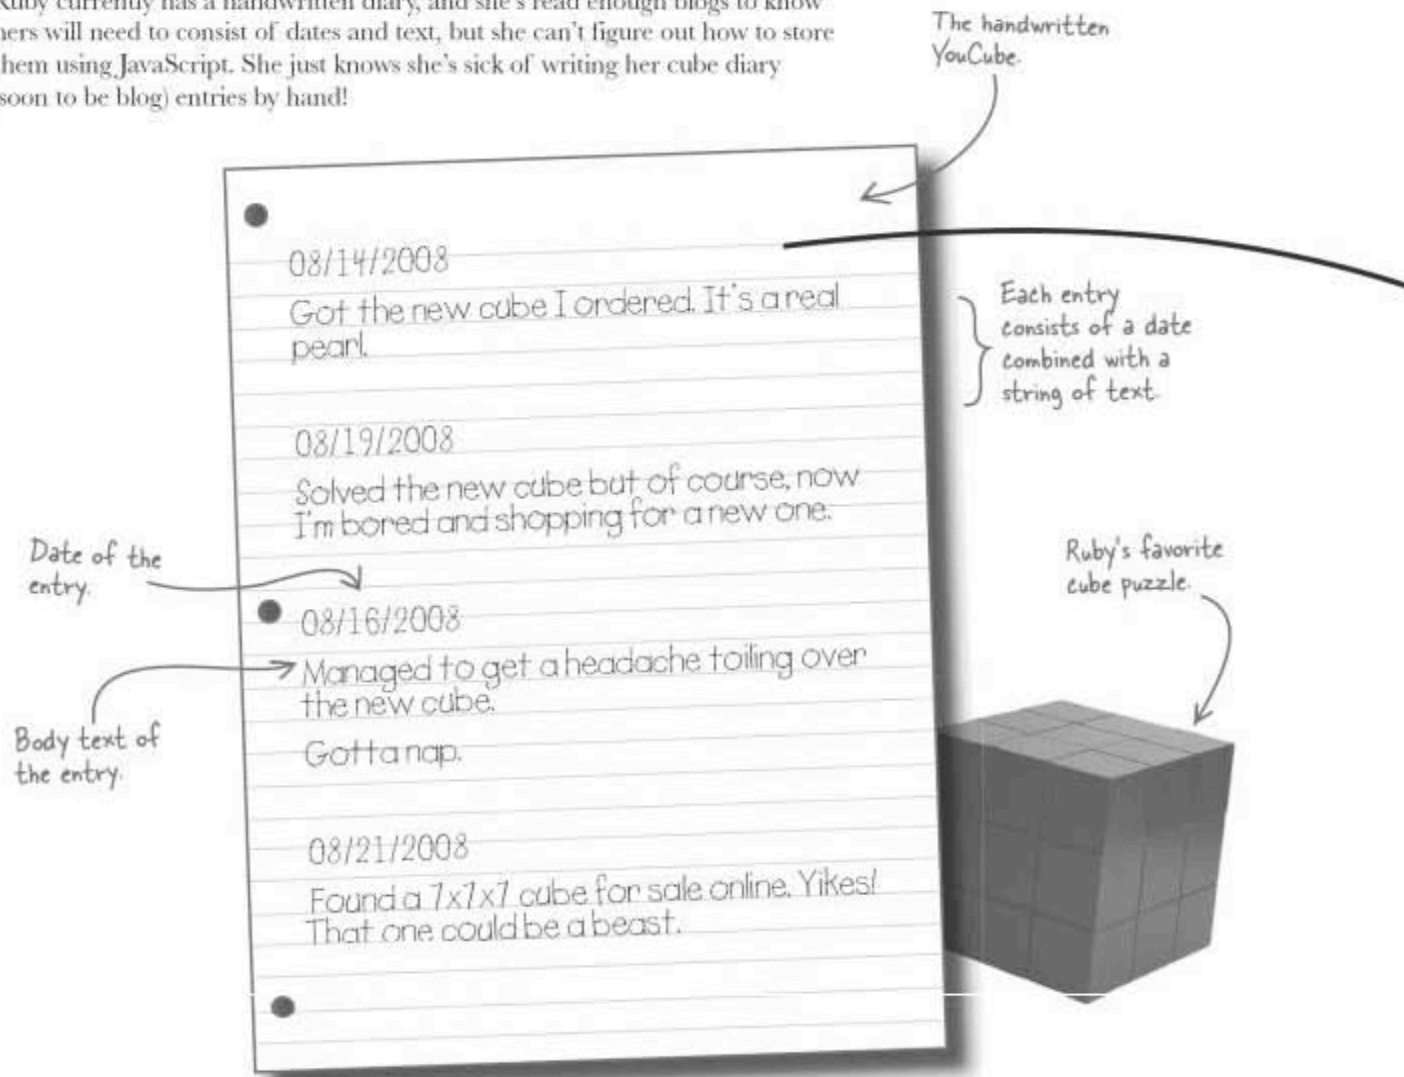 Ruby currently has a handwritten diary, and she's read enough blogs to know
hers will need to consist of dates and text, but she can't figure out how to store
them using JavaScript. She just knows she's sick of writing her cube diary
soon to be blog) entries by hand!
The handwritten
YouCube.
08/14/2008
Got the new cube I ordered. It's a real
pearl.
Each entry
consists of a date
combined with a
string of text.
08/19/2008
Solved the new cube but of course, now
I'm bored and shopping for a new one.
Date of the
entry.
08/16/2008
Managed to get a headache toiling over
the new cube.
Gotta nap.
Body text of
the entry.
Ruby's favorite
cube puzzle.
08/21/2008
Found a 7x7x7 cube for sale online. Yikes!
That one could be a beast.